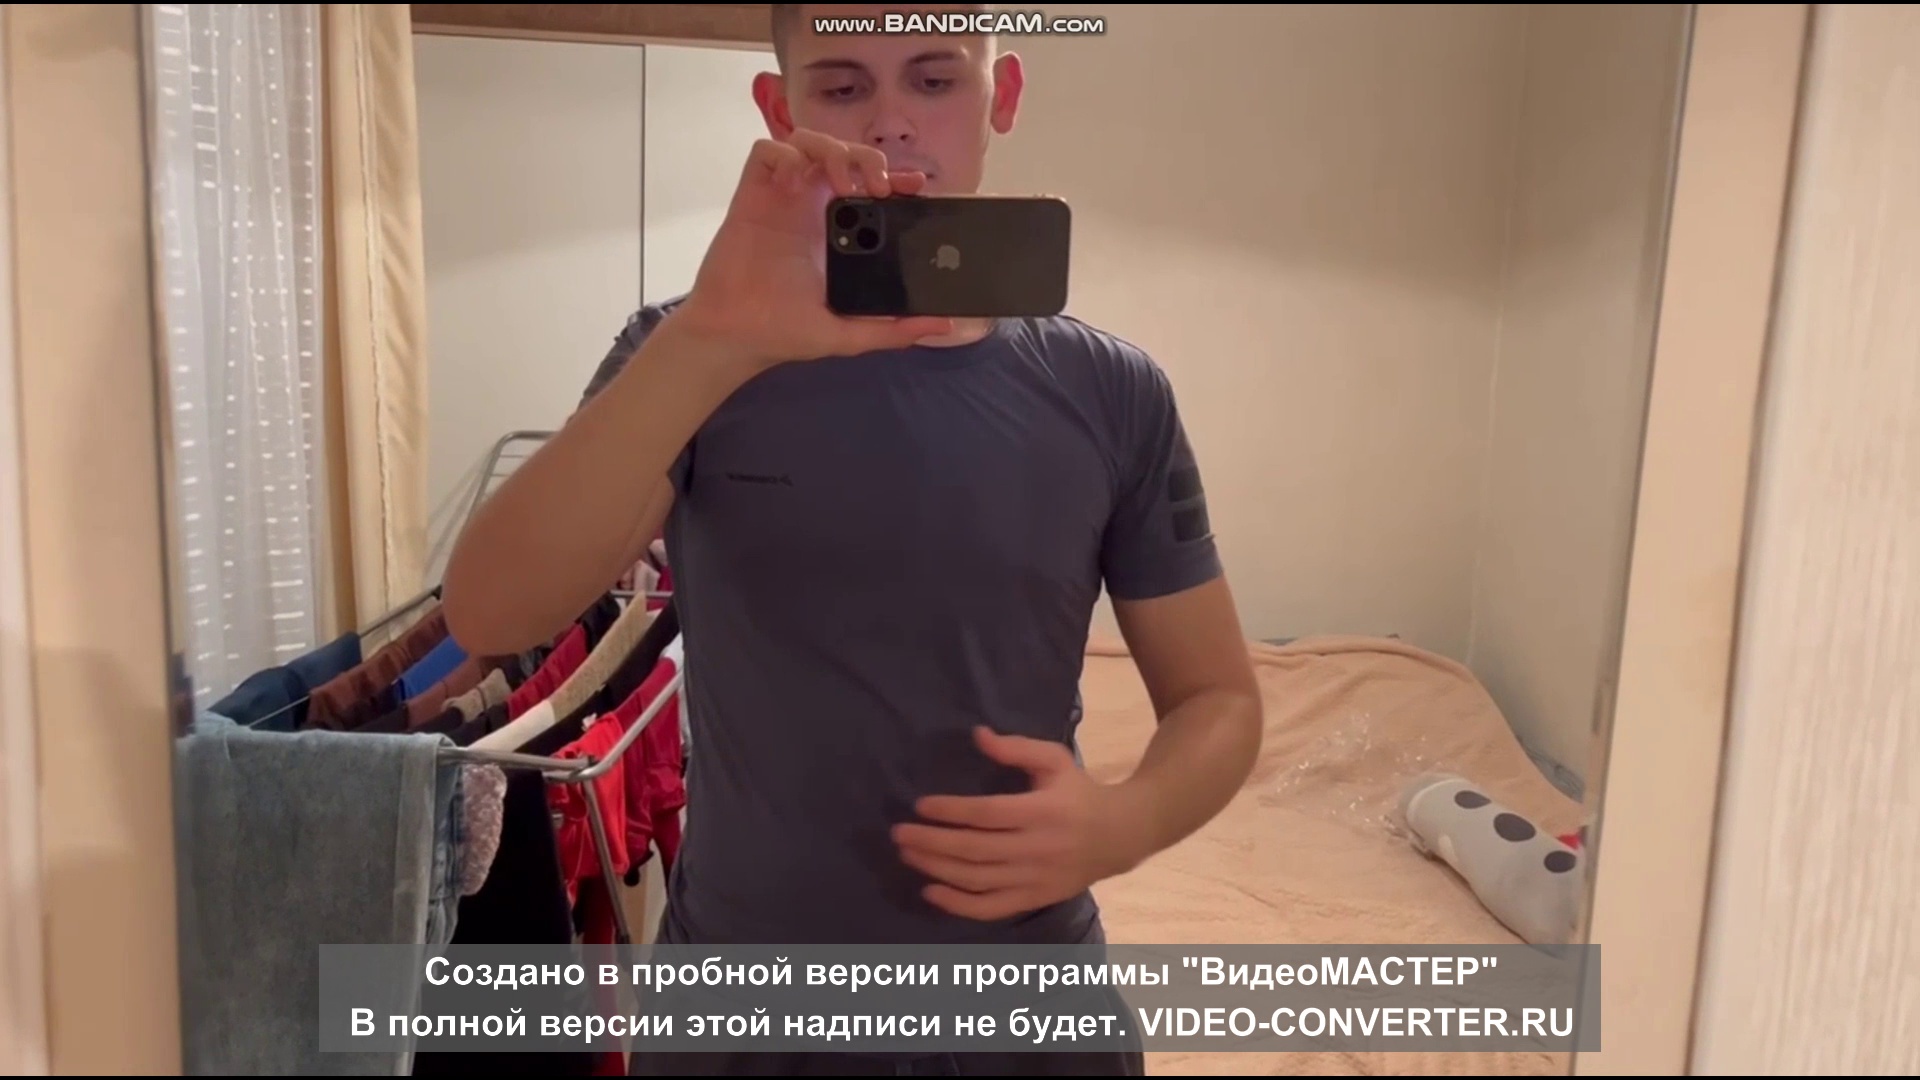 www.BANDICAM.com
Создано в пробной версии программы "ВидеоМАСТЕР"
В полной версии этой надписи не будет. VIDEO-CONVERTER.RU